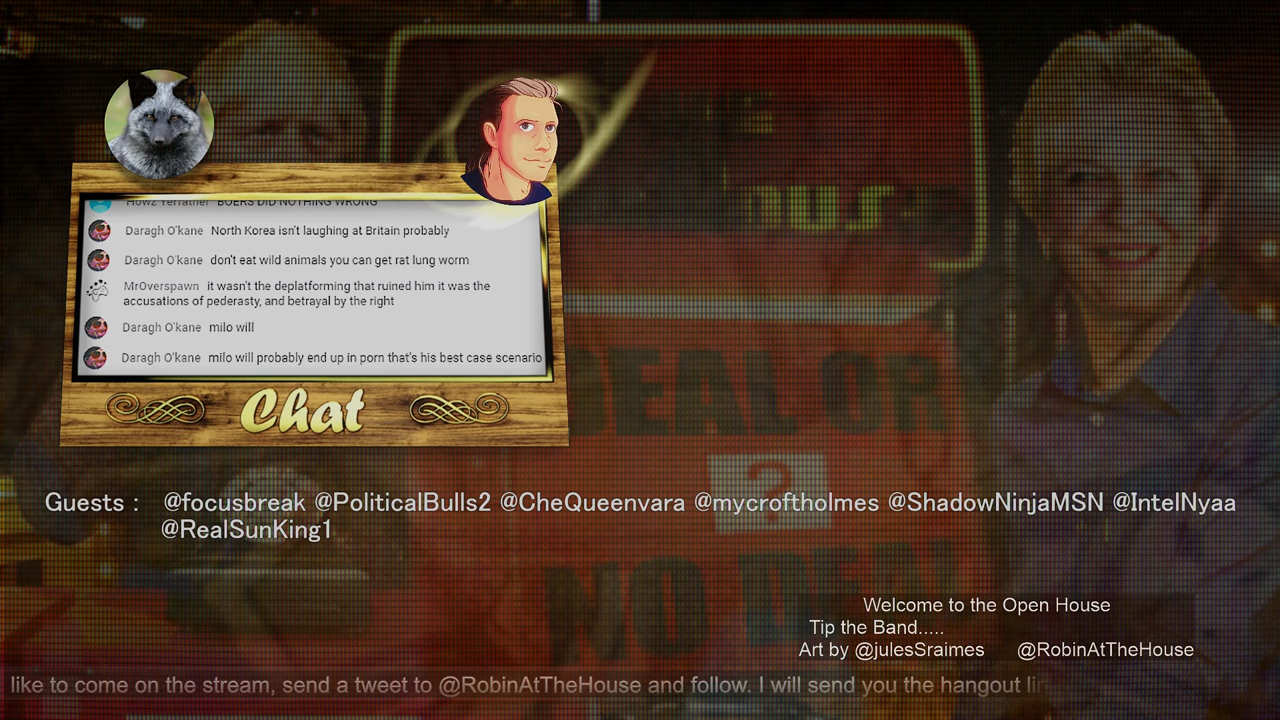 Howz Yerfather BOERS DID NOTHING WRONG
Daragh O'kane North Korea isn't laughing at Britain probably
Daragh O'kane don't eat wild animals you can get rat lung worm
MrOverspawn it wasn't the deplatforming that ruined him it was the
accusations of pederasty, and betrayal by the right
Daragh O'kane milo will
Daragh O'kane milo will probably end up in porn that's his best case scenario
Chat
DEAL OR
?
NO DEAL
Guests : @focusbreak @PoliticalBulls2 @CheQueenvara @mycroftholmes @ShadowNinjaMSN @IntelNyaa
@RealSunKing1
Welcome to the Open House
Tip the Band.....
Art by @julesSraimes @RobinAtTheHouse
like to come on the stream, send a tweet to @RobinAtTheHouse and follow. I will send you the hangout